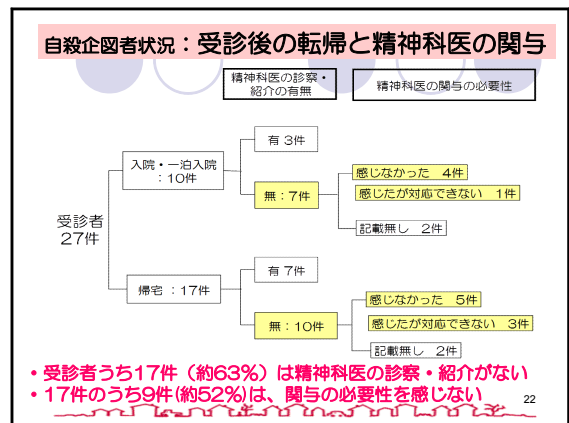 自殺企図者状況：受診後の転帰と精神科医の関与
精神科医の診察・
紹介の有無
精神科医の関与の必要性
受診者
27件
入院・一泊入院
：10件
有 3件
無：7件
感じなかった 4件
感じたが対応できない 1件
記載無し 2件
帰宅 ：17件
有 7件
無：10件
感じなかった 5件
感じたが対応できない 3件
記載無し 2件
・受診者うち17件（約63%）は精神科医の診察・紹介がない
・17件のうち9件(約52%)は、関与の必要性を感じない
22